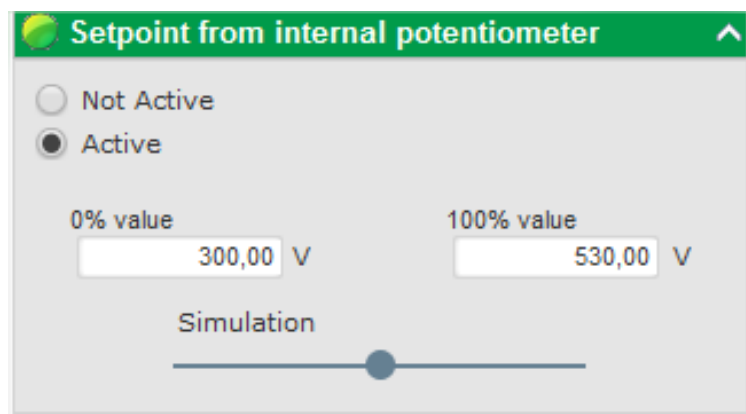 Setpoint from internal potentiometer
Not Active
Active
0% value 100% value
300,00 V 530,00 V
Simulation